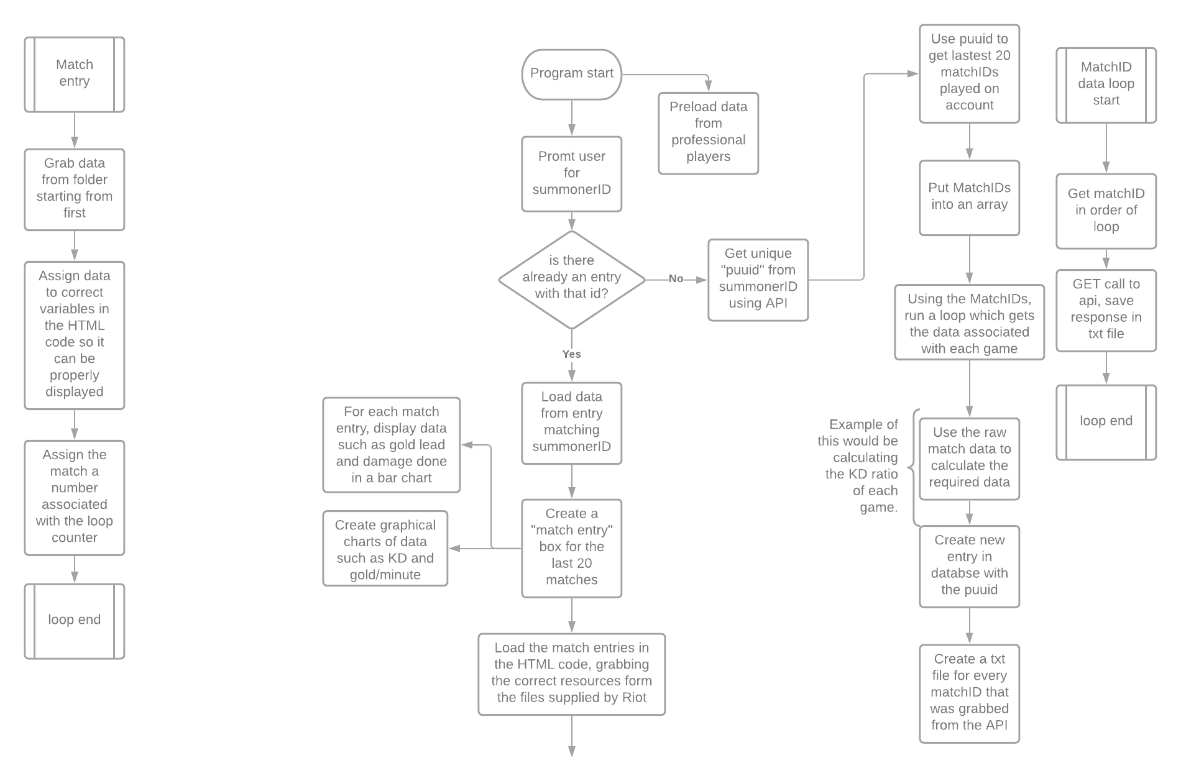 Match
entry
Grab data
from folder
starting from
first
Assign data
to correct
variables in
the HTML
code so it
can be
properly
displayed
Assign the
match a
number
associated
with the loop
counter
loop end
Program start
Preload data
from
professional
players
Promt user
for
summonerID
is there
already an entry
with that id?
No
Get unique
"puuid" from
summonerID
using API
Yes
Load data
from entry
matching
summonerID
For each match
entry, display data
such as gold lead
and damage done
in a bar chart
Create graphical
charts of data
such as KD and
gold/minute
Create a
"match entry"
box for the
last 20
matches
Load the match entries in
the HTML code, grabbing
the correct resources form
the files supplied by Riot
Use puuid to
get lastest 20
matchIDs
played on
account
Put MatchIDs
into an array
Using the MatchIDs,
run a loop which gets
the data associated
with each game
Example of
this would be
calculating
the KD ratio
of each
game.
Use the raw
match data to
calculate the
required data
Create new
entry in
databse with
the puuid
Create a txt
file for every
matchID that
was grabbed
from the API
MatchID
data loop
start
Get matchID
in order of
loop
GET call to
api, save
response in
txt file
loop end